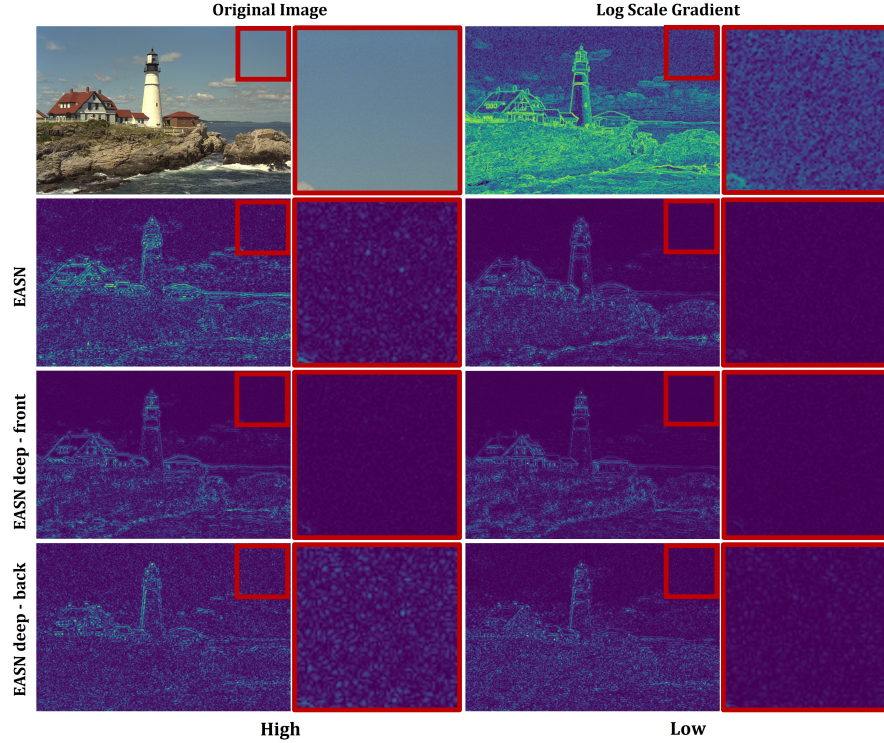 Original Image
Log Scale Gradient
EASN
EASN deep - front
EASN deep - back
High
Low